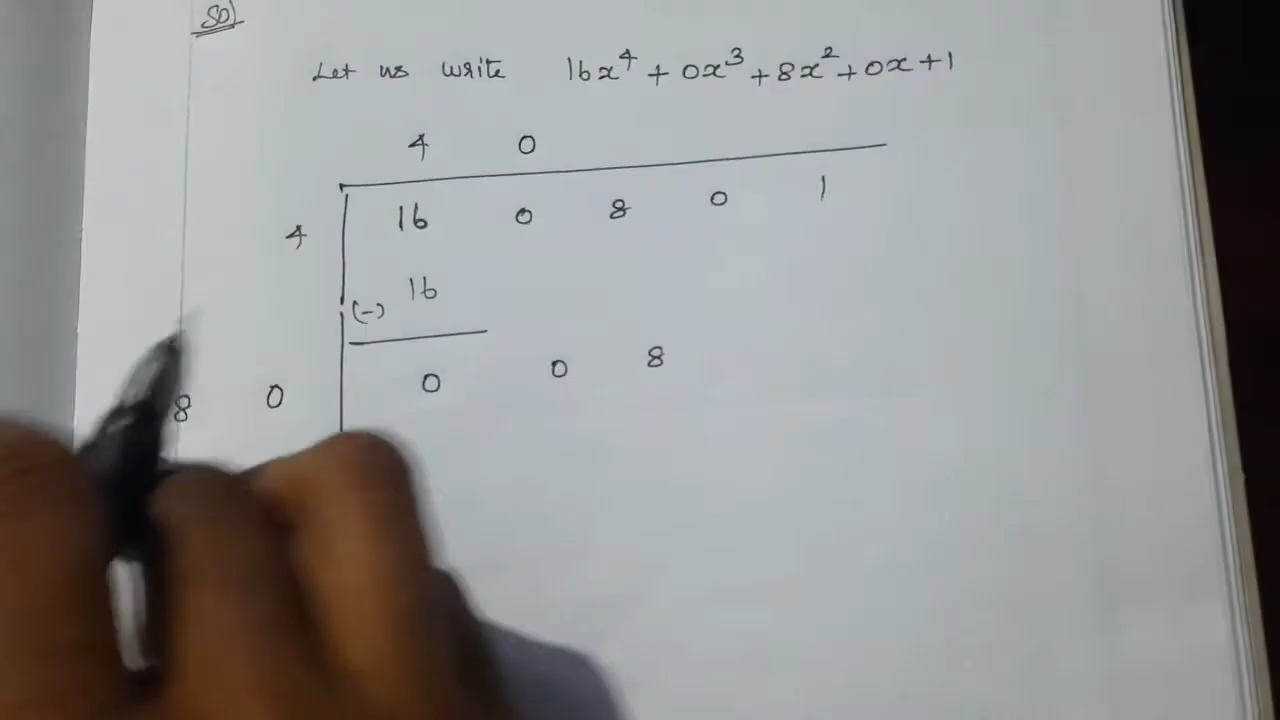 Sol
Let us write 16x⁴ + 0x³ + 8x² + 0x + 1
4 0
4 16 0 8 0 1
(-) 16
8 0 0 0 8